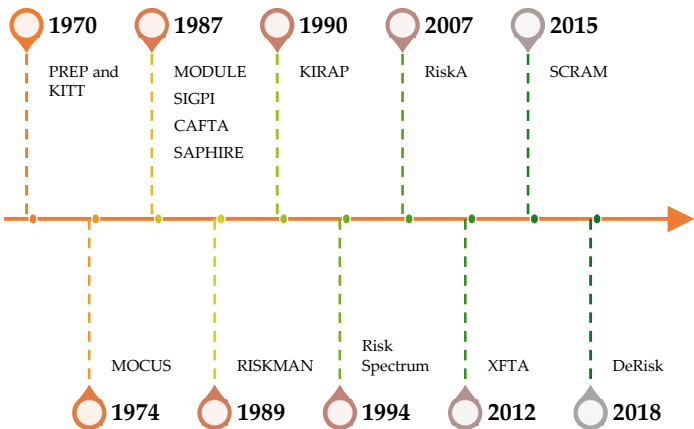 1970
1987
1990
2007
2015
PREP and
KITT
MODULE
SIGPI
CAFTA
SAPHIRE
KIRAP
RiskA
SCRAM
MOCUS
RISKMAN
Risk
Spectrum
XFTA
DeRisk
1974
1989
1994
2012
2018